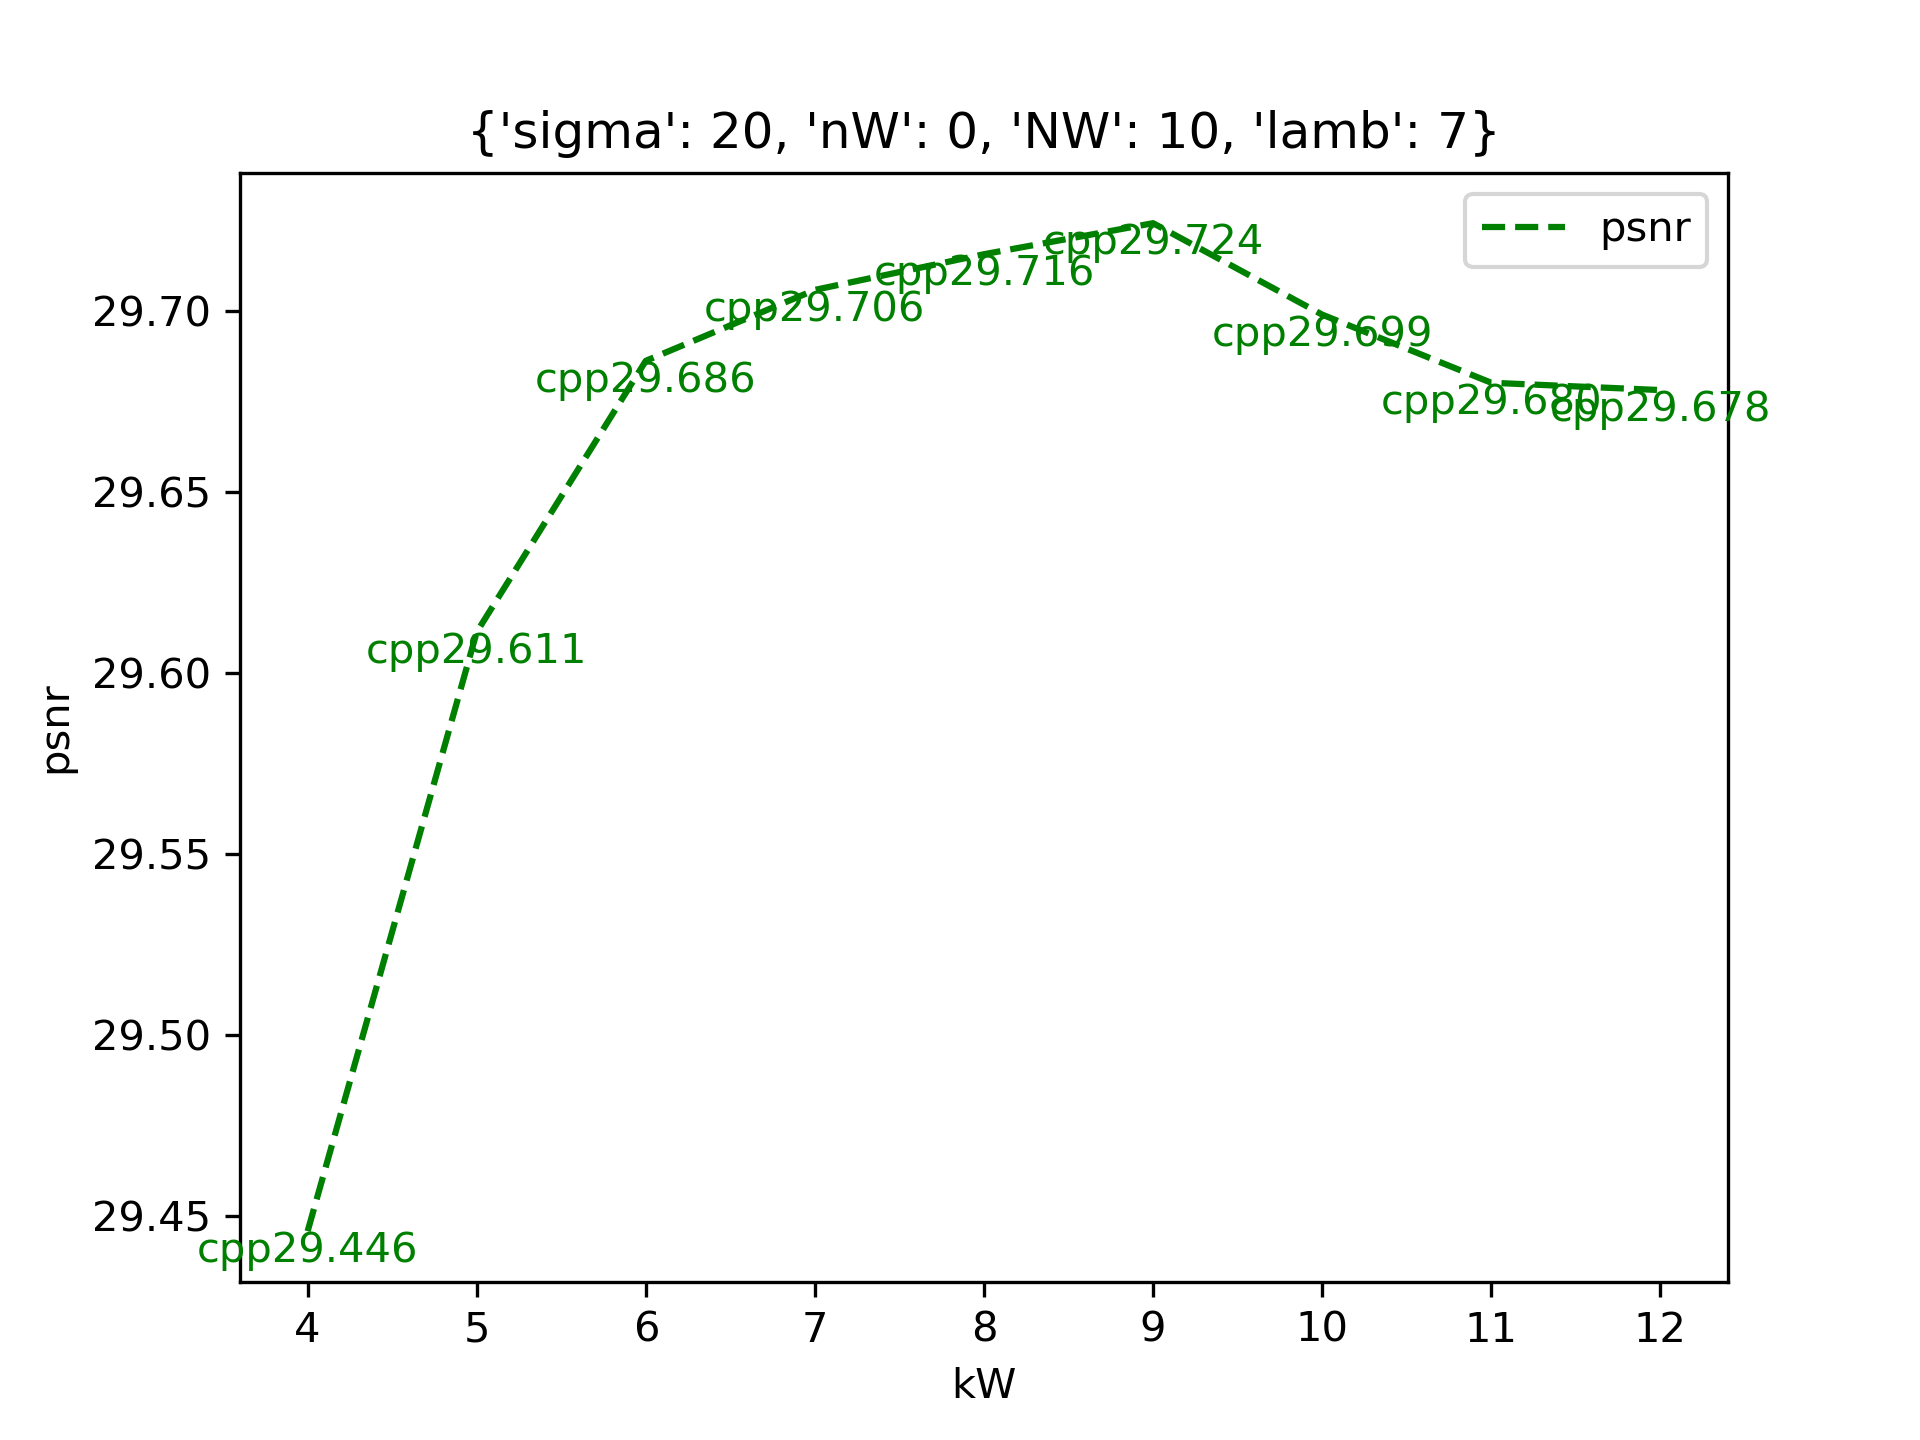 {'sigma': 20, 'nW': 0, 'NW': 10, 'lamb': 7}
psnr
cpp29.724
cpp29.716
cpp29.706
cpp29.699
cpp29.686
cpp29.680
cpp29.678
cpp29.611
cpp29.446
29.70
29.65
29.60
29.55
29.50
29.45
psnr
4 5 6 7 8 9 10 11 12
kW